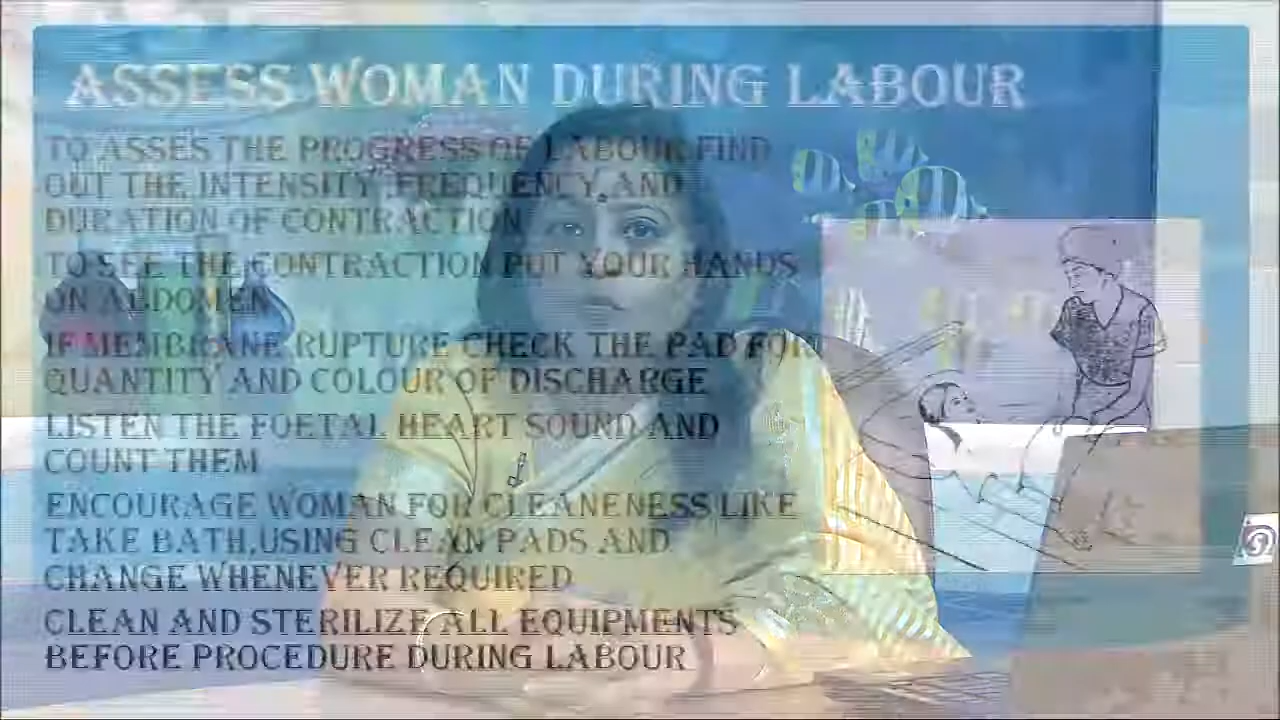 ASSESS WOMAN DURING LABOUR
TO ASSES THE PROGRESS OF LABOUR FIND
OUT THE INTENSITY ,FREQUENCY AND
DURATION OF CONTRACTION
TO SEE THE CONTRACTION PUT YOUR HANDS
ON ABDOMEN
IF MEMBRANE RUPTURE CHECK THE PAD FOR
QUANTITY AND COLOUR OF DISCHARGE
LISTEN THE FOETAL HEART SOUND AND
COUNT THEM
ENCOURAGE WOMAN FOR CLEANENESS LIKE
TAKE BATH,USING CLEAN PADS AND
CHANGE WHENEVER REQUIRED
CLEAN AND STERILIZE ALL EQUIPMENTS
BEFORE PROCEDURE DURING LABOUR